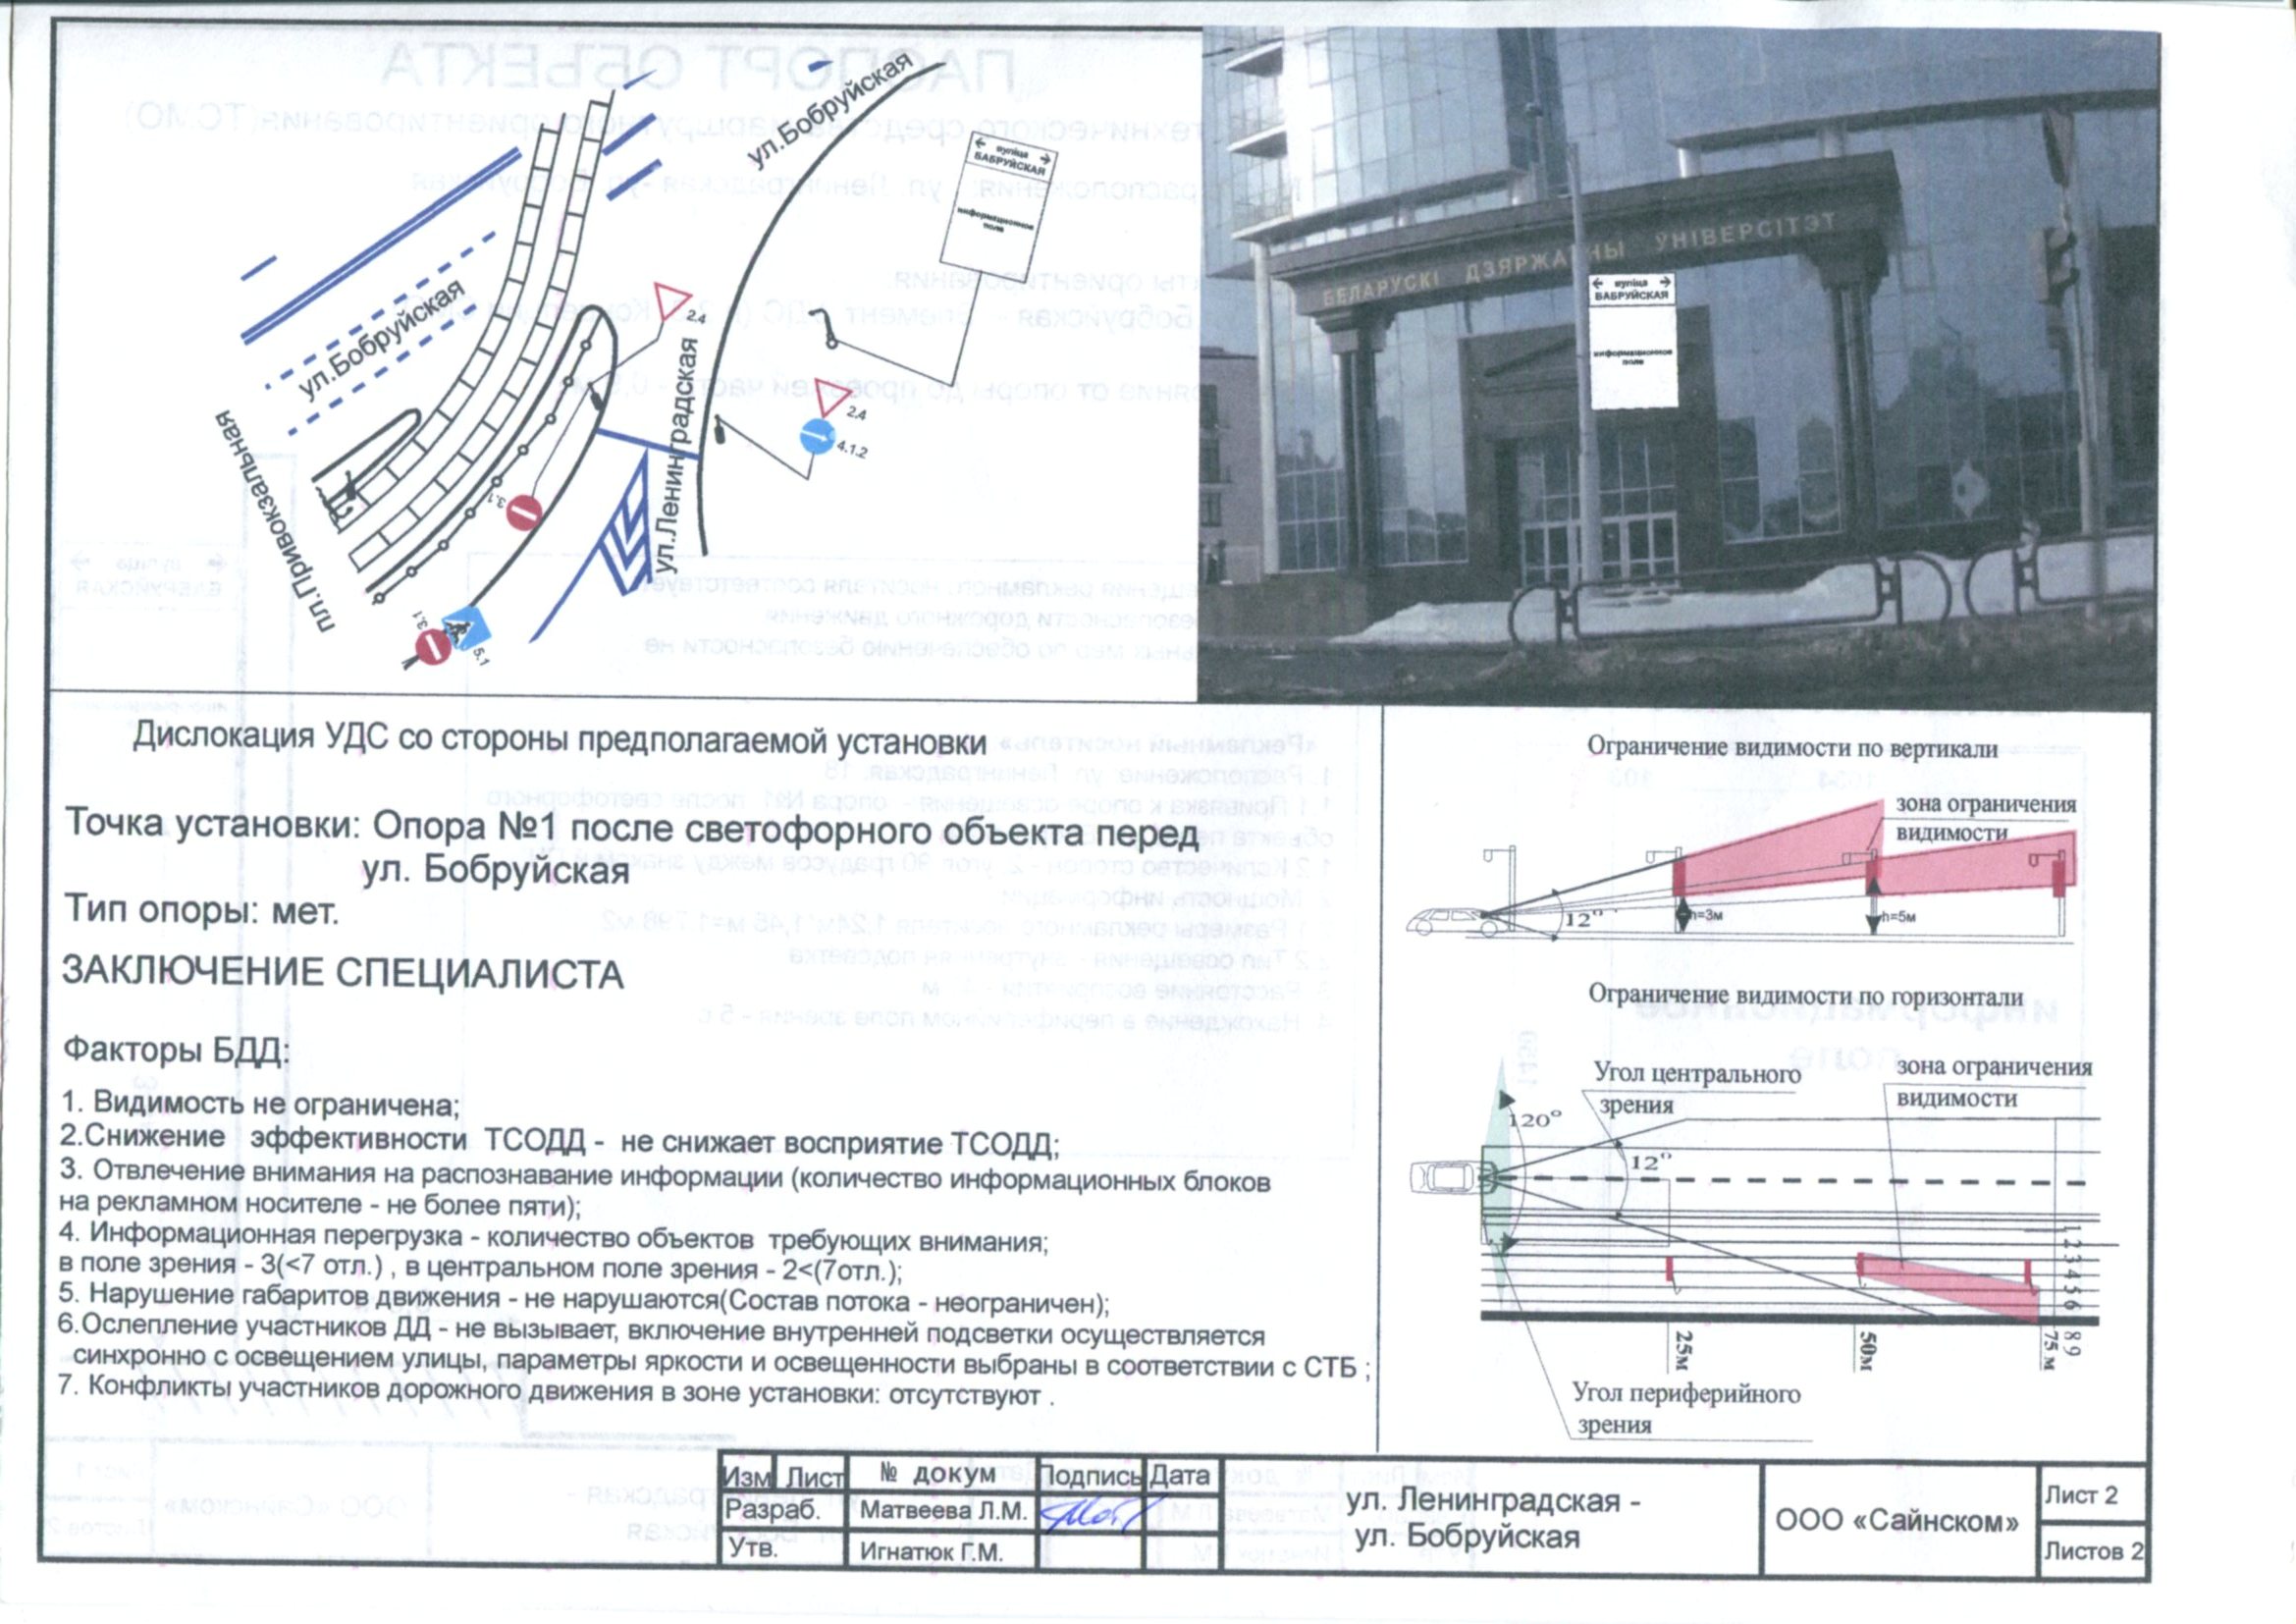 ул.Бобруйская
← вуліца →
БАБРУЙСКАЯ
информационное
поле
ул.Бобруйская
пл.Привокзальная
ул.Ленинградская
2.4
2.4
4.1.2
3.1
3.1
5.1
БЕЛАРУСКІ ДЗЯРЖАЎНЫ УНІВЕРСІТЭТ
← вуліца →
БАБРУЙСКАЯ
информационное
поле
Дислокация УДС со стороны предполагаемой установки
Точка установки: Опора №1 после светофорного объекта перед
ул. Бобруйская
Тип опоры: мет.
ЗАКЛЮЧЕНИЕ СПЕЦИАЛИСТА
Факторы БДД:
1. Видимость не ограничена;
2.Снижение эффективности ТСОДД - не снижает восприятие ТСОДД;
3. Отвлечение внимания на распознавание информации (количество информационных блоков
на рекламном носителе - не более пяти);
4. Информационная перегрузка - количество объектов требующих внимания;
в поле зрения - 3(<7 отл.) , в центральном поле зрения - 2<(7отл.);
5. Нарушение габаритов движения - не нарушаются(Состав потока - неограничен);
6.Ослепление участников ДД - не вызывает, включение внутренней подсветки осуществляется
синхронно с освещением улицы, параметры яркости и освещенности выбраны в соответствии с СТБ ;
7. Конфликты участников дорожного движения в зоне установки: отсутствуют .
Ограничение видимости по вертикали
зона ограничения
видимости
12°
h=3м
h=5м
Ограничение видимости по горизонтали
Угол центрального
зрения
зона ограничения
видимости
120°
12°
1 2 3 4 5 6 8 9
25м
50м
75 м
Угол периферийного
зрения
Изм Лист № докум Подпись Дата
Разраб. Матвеева Л.М.
Утв. Игнатюк Г.М.
ул. Ленинградская -
ул. Бобруйская
ООО «Сайнском»
Лист 2
Листов 2